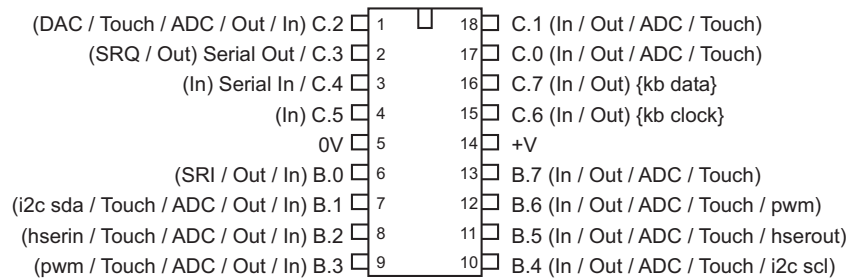 (DAC / Touch / ADC / Out / In) C.2 1 18 C.1 (In / Out / ADC / Touch)
(SRQ / Out) Serial Out / C.3 2 17 C.0 (In / Out / ADC / Touch)
(In) Serial In / C.4 3 16 C.7 (In / Out) {kb data}
(In) C.5 4 15 C.6 (In / Out) {kb clock}
0V 5 14 +V
(SRI / Out / In) B.0 6 13 B.7 (In / Out / ADC / Touch)
(i2c sda / Touch / ADC / Out / In) B.1 7 12 B.6 (In / Out / ADC / Touch / pwm)
(hserin / Touch / ADC / Out / In) B.2 8 11 B.5 (In / Out / ADC / Touch / hserout)
(pwm / Touch / ADC / Out / In) B.3 9 10 B.4 (In / Out / ADC / Touch / i2c scl)